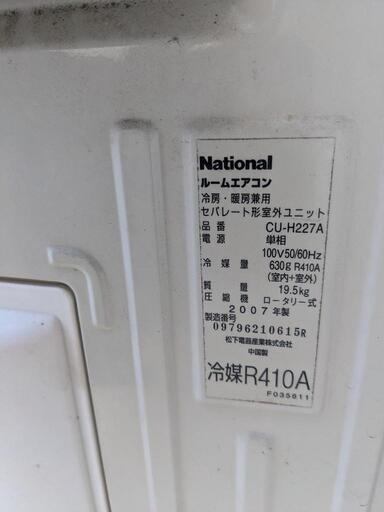 National
ルームエアコン
冷房・暖房兼用
セパレート形室外ユニット
品番 CU-H227A
電源 単相
100V50/60Hz
冷媒量 630g R410A
(室内+室外)
質量 19.5kg
圧縮機 ロータリー式
2007年製
製造番号
09796210615R
松下電器産業株式会社
中国製
冷媒R410A
F035611